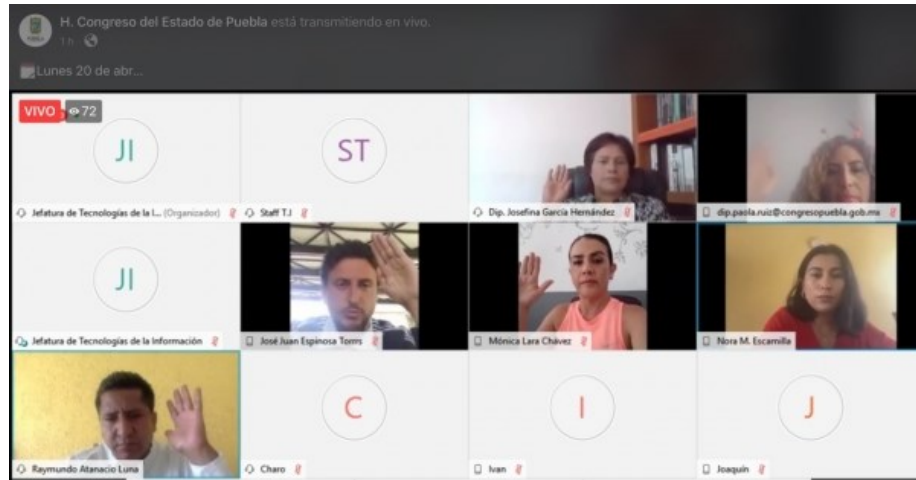 H. Congreso del Estado de Puebla está transmitiendo en vivo.
1 h
Lunes 20 de abr...
VIVO 72
JI
ST
Jefatura de Tecnologías de la I... (Organizador)
Staff T.I
Dip. Josefina García Hernández
dip.paola.ruiz@congresopuebla.gob.mx
JI
Jefatura de Tecnologías de la Información
José Juan Espinosa Torres
Mónica Lara Chávez
Nora M. Escamilla
C
I
J
Raymundo Atanacio Luna
Charo
Ivan
Joaquín